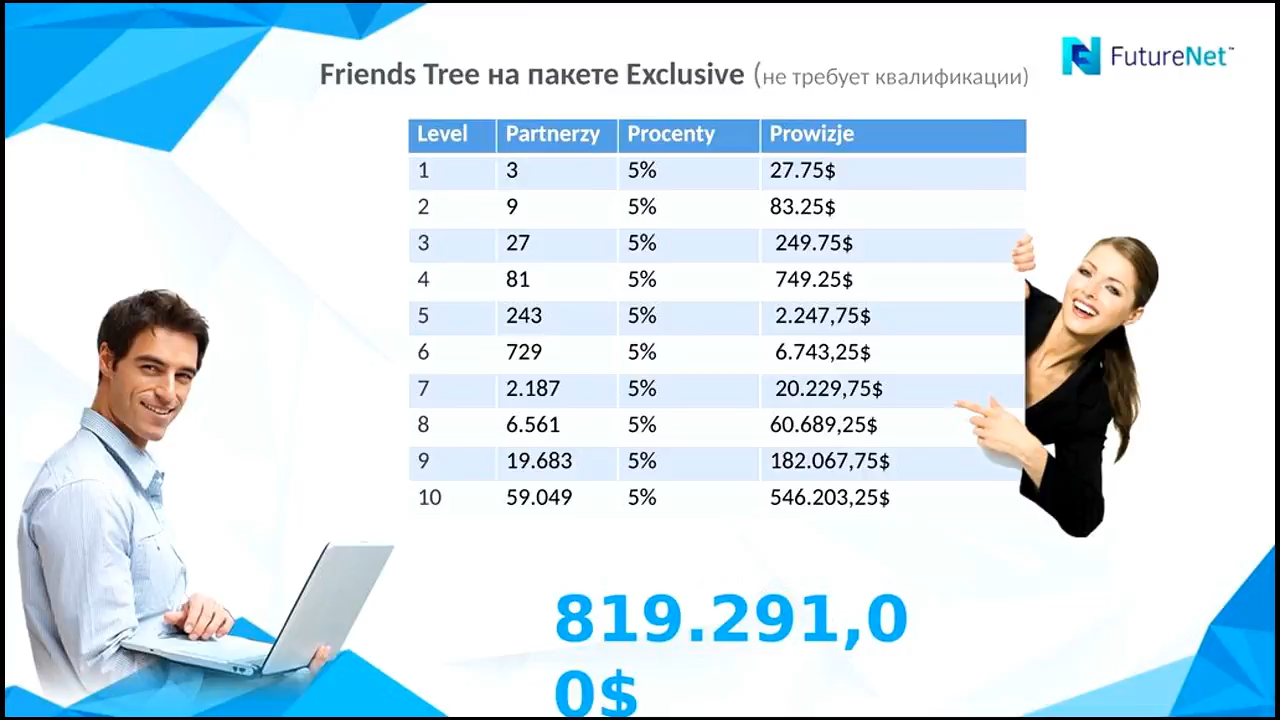 FutureNet™
Friends Tree на пакете Exclusive (не требует квалификации)
Level Partnerzy Procenty Prowizje
1 3 5% 27.75$
2 9 5% 83.25$
3 27 5% 249.75$
4 81 5% 749.25$
5 243 5% 2.247,75$
6 729 5% 6.743,25$
7 2.187 5% 20.229,75$
8 6.561 5% 60.689,25$
9 19.683 5% 182.067,75$
10 59.049 5% 546.203,25$
819.291,0
0$